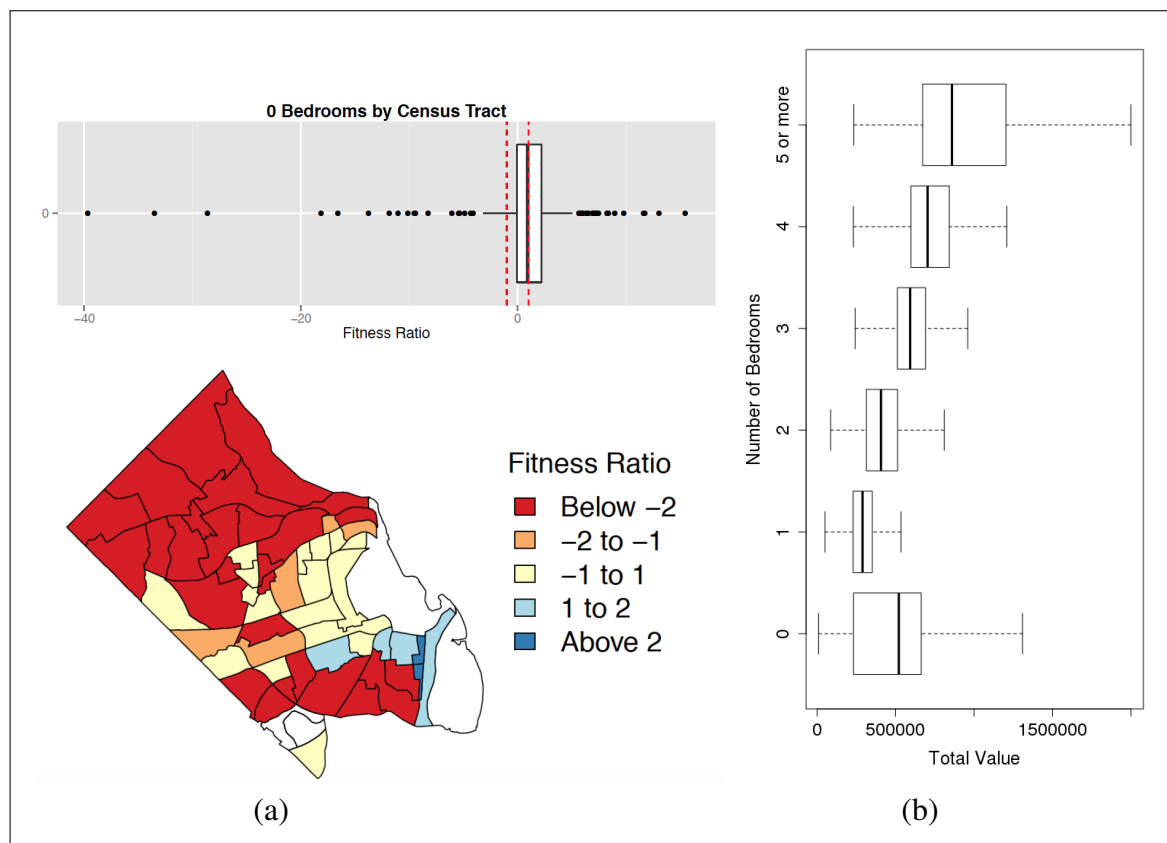 0 Bedrooms by Census Tract
0
−40
−20
0
Fitness Ratio
Fitness Ratio
Below −2
−2 to −1
−1 to 1
1 to 2
Above 2
(a)
Number of Bedrooms
5 or more
4
3
2
1
0
0
500000
1500000
Total Value
(b)